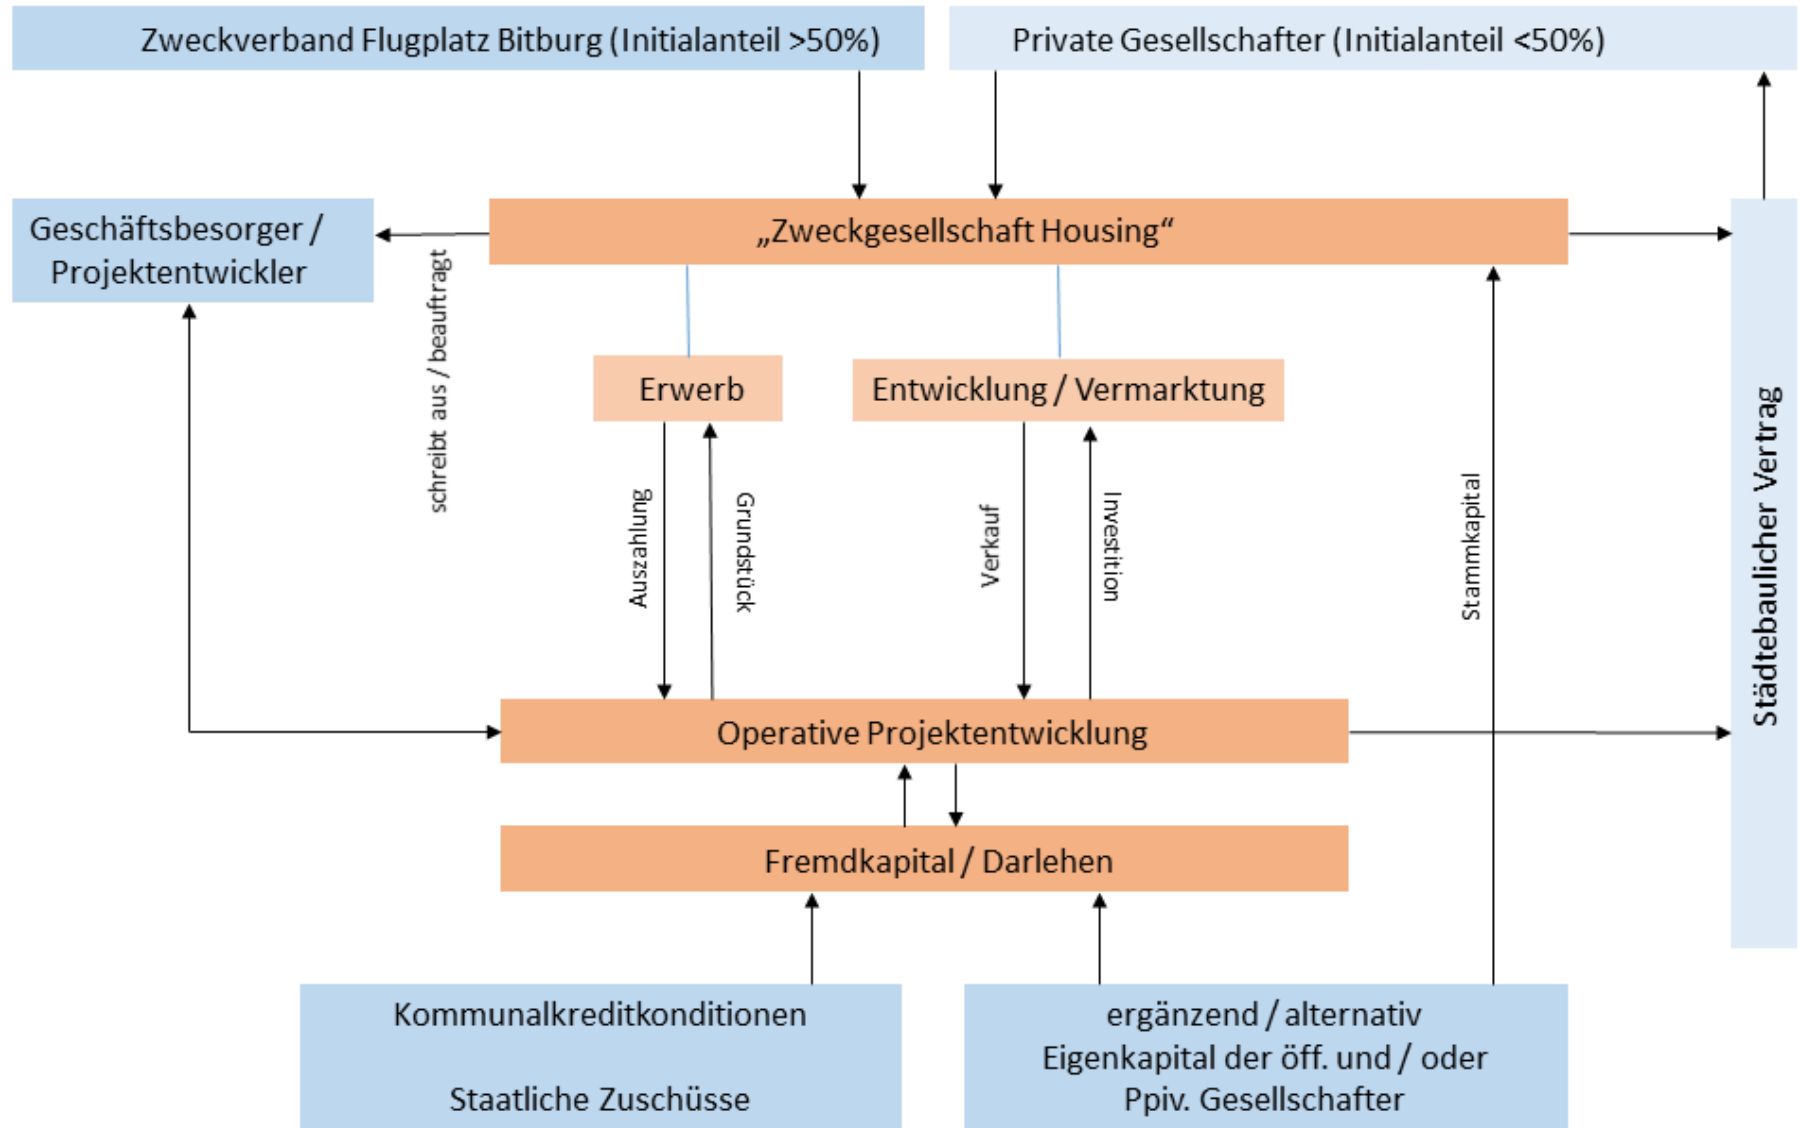 Zweckverband Flugplatz Bitburg (Initialanteil >50%)
Private Gesellschafter (Initialanteil <50%)
Geschäftsbesorger /
Projektentwickler
„Zweckgesellschaft Housing“
schreibt aus / beauftragt
Erwerb
Entwicklung / Vermarktung
Auszahlung
Grundstück
Verkauf
Investition
Stammkapital
Städtebaulicher Vertrag
Operative Projektentwicklung
Fremdkapital / Darlehen
Kommunalkreditkonditionen
Staatliche Zuschüsse
ergänzend / alternativ
Eigenkapital der öff. und / oder
Ppiv. Gesellschafter